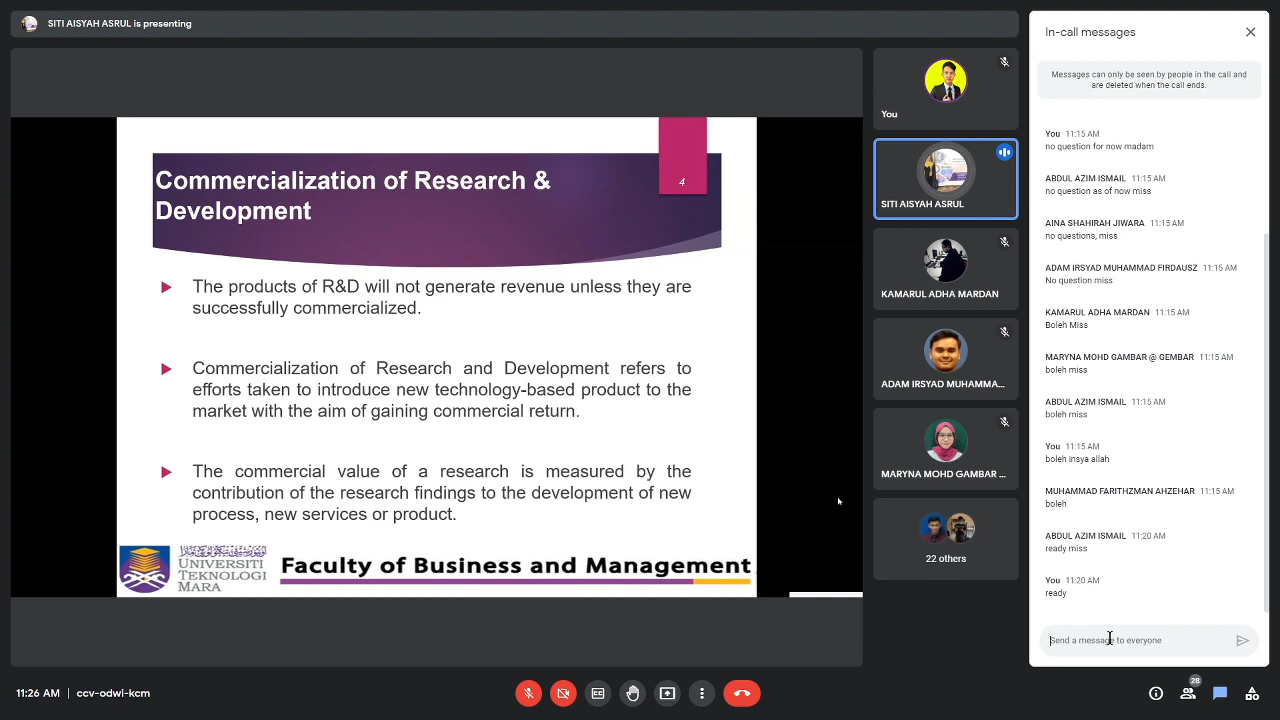 SITI AISYAH ASRUL is presenting
4
Commercialization of Research &
Development
The products of R&D will not generate revenue unless they are
successfully commercialized.
Commercialization of Research and Development refers to
efforts taken to introduce new technology-based product to the
market with the aim of gaining commercial return.
The commercial value of a research is measured by the
contribution of the research findings to the development of new
process, new services or product.
UNIVERSITI
TEKNOLOGI
MARA
Faculty of Business and Management
You
SITI AISYAH ASRUL
KAMARUL ADHA MARDAN
ADAM IRSYAD MUHAMMA...
MARYNA MOHD GAMBAR ...
22 others
In-call messages
Messages can only be seen by people in the call and
are deleted when the call ends.
You 11:15 AM
no question for now madam
ABDUL AZIM ISMAIL 11:15 AM
no question as of now miss
AINA SHAHIRAH JIWARA 11:15 AM
no questions, miss
ADAM IRSYAD MUHAMMAD FIRDAUSZ 11:15 AM
No question miss
KAMARUL ADHA MARDAN 11:15 AM
Boleh Miss
MARYNA MOHD GAMBAR @ GEMBAR 11:15 AM
boleh miss
ABDUL AZIM ISMAIL 11:15 AM
boleh miss
You 11:15 AM
boleh insya allah
MUHAMMAD FARITHZMAN AHZEHAR 11:15 AM
boleh
ABDUL AZIM ISMAIL 11:20 AM
ready miss
You 11:20 AM
ready
Send a message to everyone
11:26 AM | ccv-odwi-kcm
28